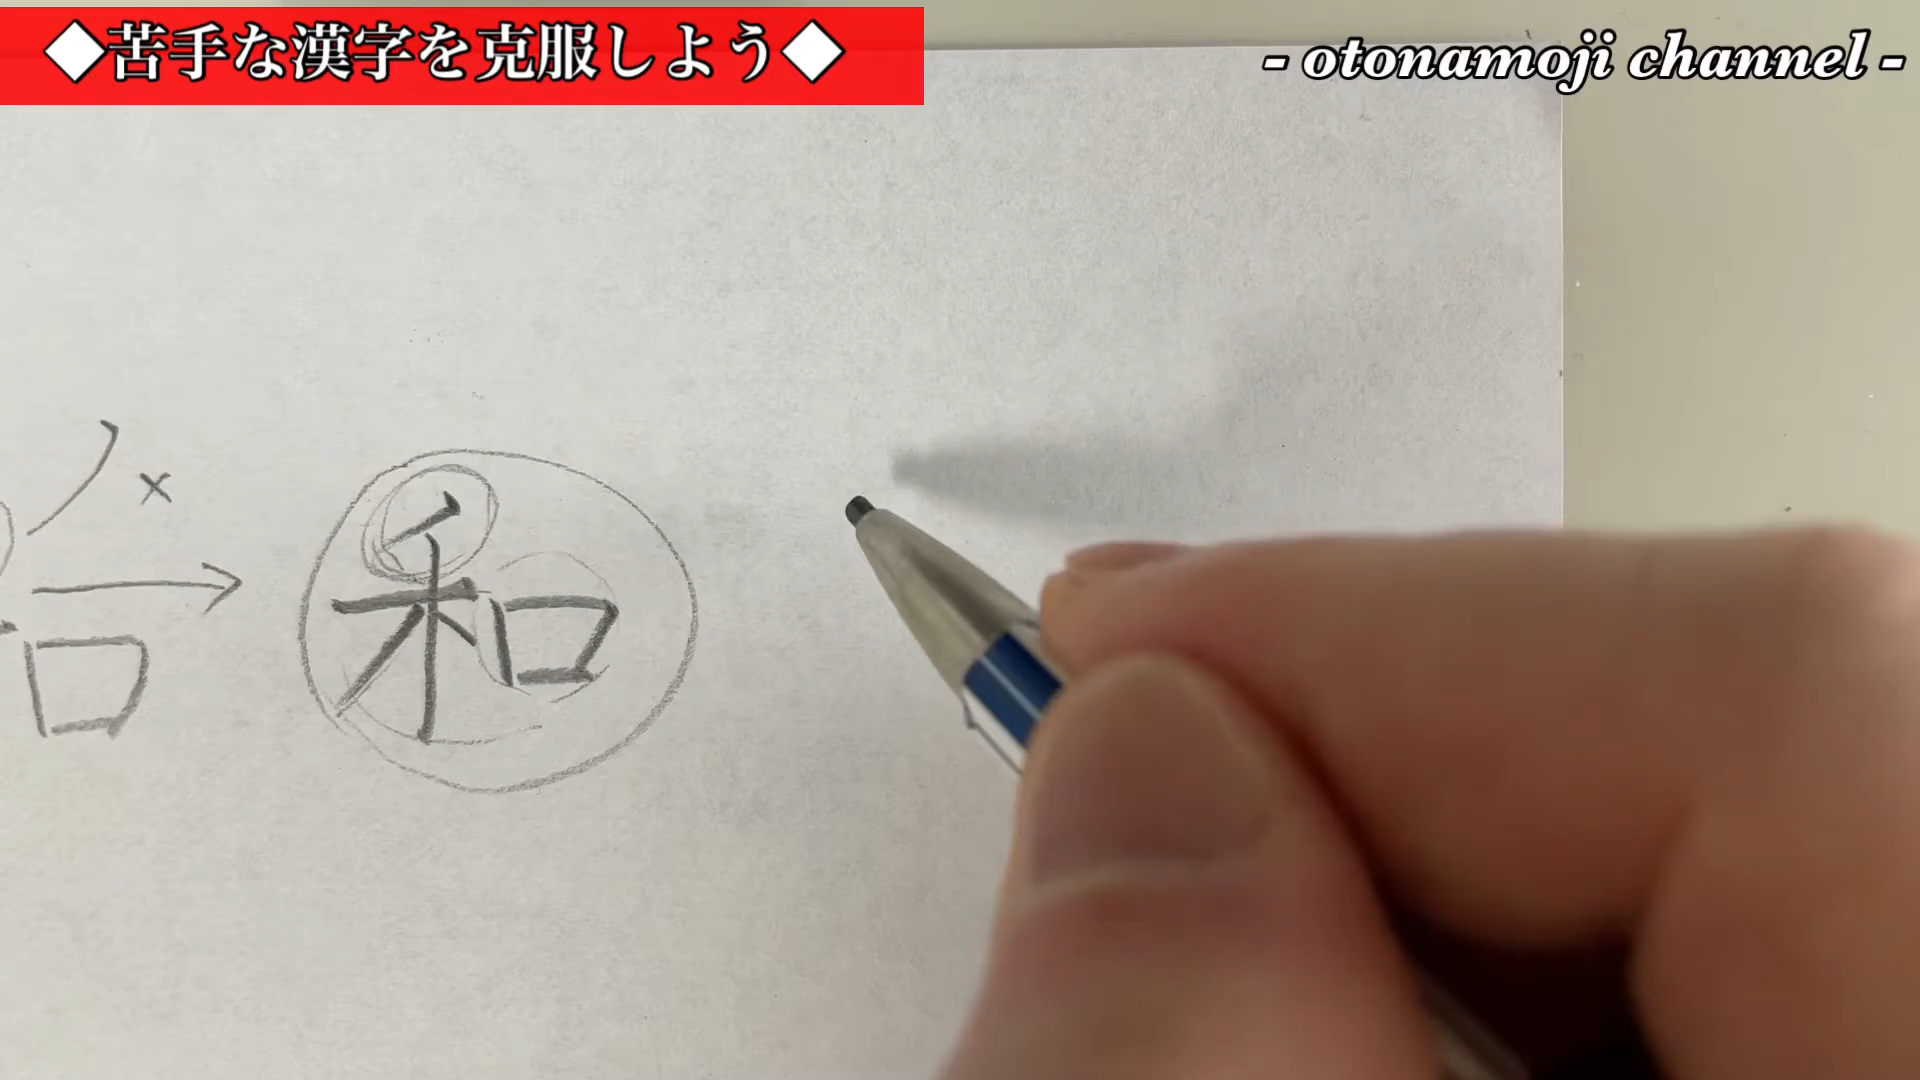 ◆苦手な漢字を克服しよう◆
- otonamoji channel -
×
和